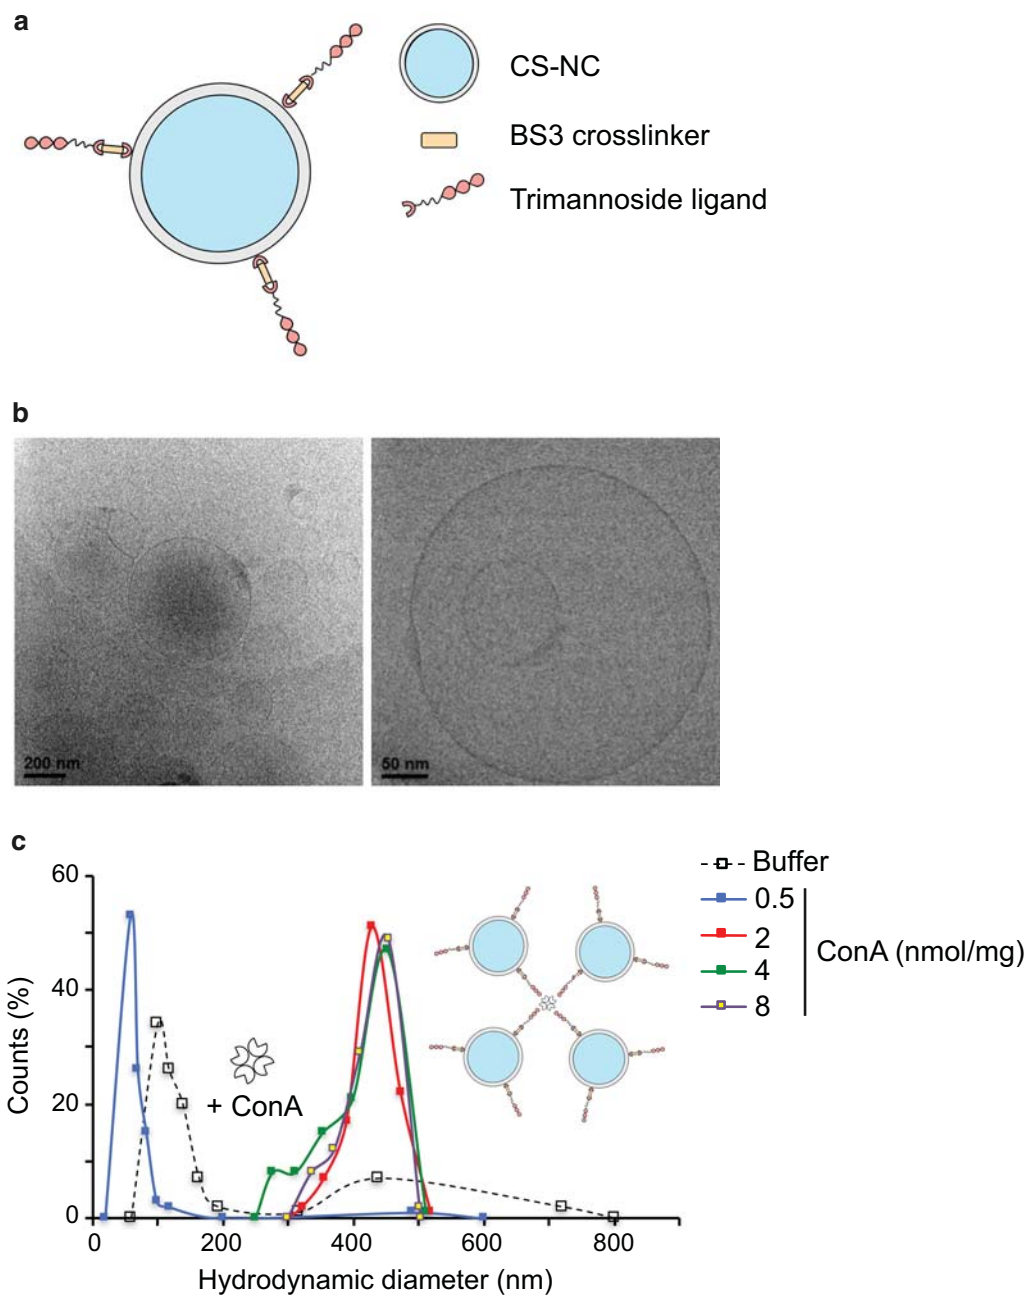 a
CS-NC
BS3 crosslinker
Trimannoside ligand
b
200 nm
50 nm
c
Counts (%)
60
40
20
0
0 200 400 600 800
Hydrodynamic diameter (nm)
+ ConA
Buffer
0.5
2
4
8
ConA (nmol/mg)